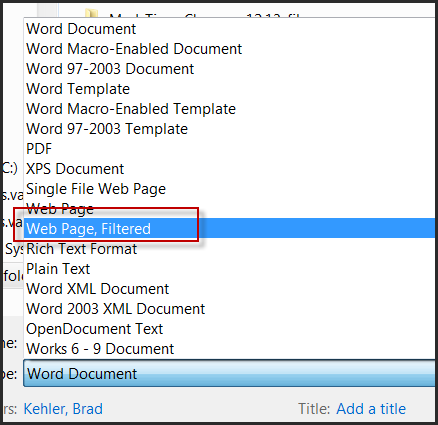 Word Document
Word Macro-Enabled Document
Word 97-2003 Document
Word Template
Word Macro-Enabled Template
Word 97-2003 Template
PDF
C:) XPS Document
s.va Single File Web Page
Web Page
s.va Web Page, Filtered
Sys Rich Text Format
Plain Text
Word XML Document
Word 2003 XML Document
ne: OpenDocument Text
Works 6 - 9 Document
pe: Word Document
rs: Kehler, Brad Title: Add a title